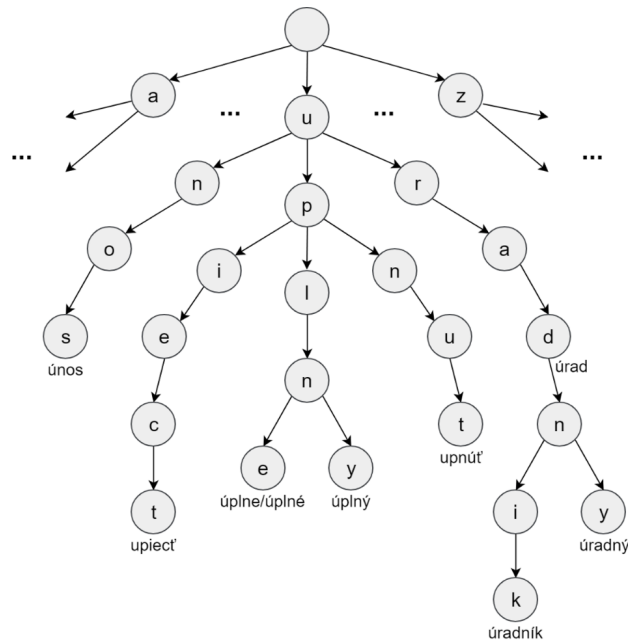 a
...
u
...
z
...
...
n
p
r
o
i
l
n
a
s
e
u
d
únos
úrad
n
c
t
n
upnúť
e
y
t
i
y
úplne/úplné
úplný
upiecť
úradný
k
úradník